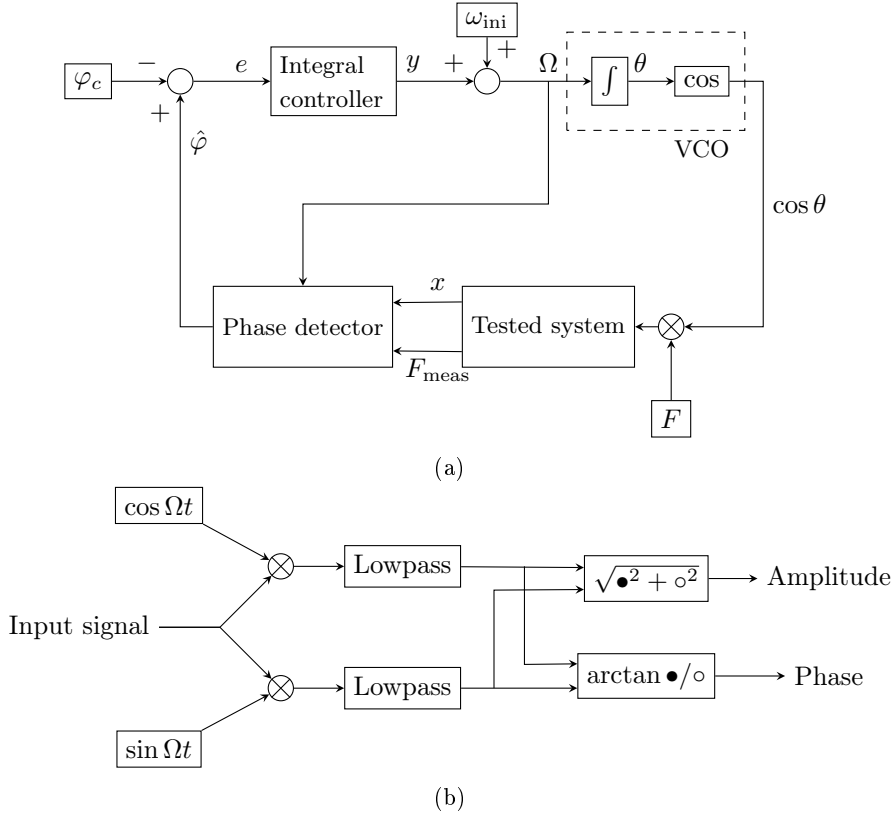 ω_ini
φ_c
−
+
e
Integral
controller
y
+
+
Ω
∫
θ
cos
VCO
φ̂
cos θ
Phase detector
x
F_meas
Tested system
F
(a)
cos Ωt
Lowpass
√●² + ○²
Amplitude
Input signal
Lowpass
arctan ●/○
Phase
sin Ωt
(b)